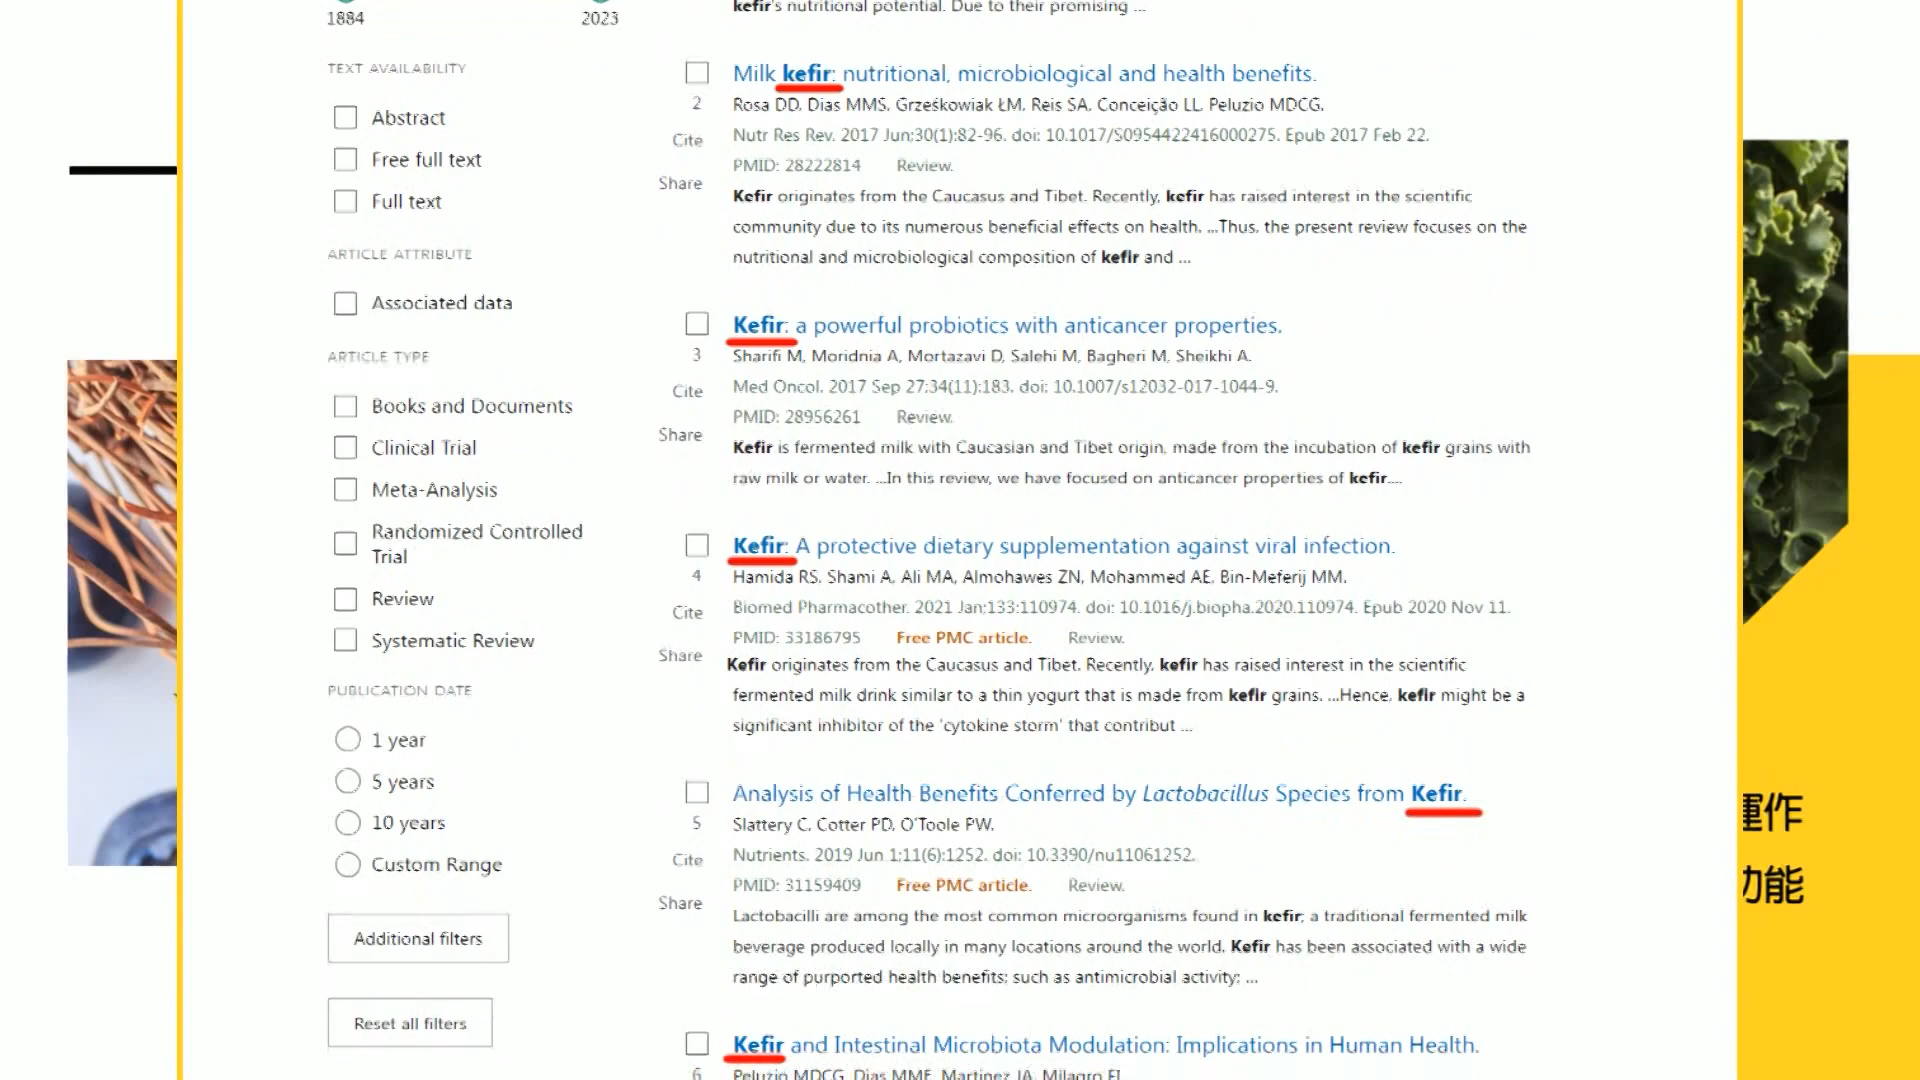 1884 2023
TEXT AVAILABILITY
Abstract
Free full text
Full text
ARTICLE ATTRIBUTE
Associated data
ARTICLE TYPE
Books and Documents
Clinical Trial
Meta-Analysis
Randomized Controlled
Trial
Review
Systematic Review
PUBLICATION DATE
1 year
5 years
10 years
Custom Range
Additional filters
Reset all filters
kefir's nutritional potential. Due to their promising ...
Milk kefir: nutritional, microbiological and health benefits.
2
Rosa DD, Dias MMS, Grześkowiak ŁM, Reis SA, Conceição LL, Peluzio MDCG.
Cite
Nutr Res Rev. 2017 Jun;30(1):82-96. doi: 10.1017/S0954422416000275. Epub 2017 Feb 22.
PMID: 28222814 Review.
Share
Kefir originates from the Caucasus and Tibet. Recently, kefir has raised interest in the scientific
community due to its numerous beneficial effects on health. ...Thus, the present review focuses on the
nutritional and microbiological composition of kefir and ...
Kefir: a powerful probiotics with anticancer properties.
3
Sharifi M, Moridnia A, Mortazavi D, Salehi M, Bagheri M, Sheikhi A.
Cite
Med Oncol. 2017 Sep 27;34(11):183. doi: 10.1007/s12032-017-1044-9.
PMID: 28956261 Review.
Share
Kefir is fermented milk with Caucasian and Tibet origin, made from the incubation of kefir grains with
raw milk or water. ...In this review, we have focused on anticancer properties of kefir....
Kefir: A protective dietary supplementation against viral infection.
4
Hamida RS, Shami A, Ali MA, Almohawes ZN, Mohammed AE, Bin-Meferij MM.
Cite
Biomed Pharmacother. 2021 Jan;133:110974. doi: 10.1016/j.biopha.2020.110974. Epub 2020 Nov 11.
PMID: 33186795 Free PMC article. Review.
Share
Kefir originates from the Caucasus and Tibet. Recently, kefir has raised interest in the scientific
fermented milk drink similar to a thin yogurt that is made from kefir grains. ...Hence, kefir might be a
significant inhibitor of the 'cytokine storm' that contribut ...
Analysis of Health Benefits Conferred by Lactobacillus Species from Kefir.
5
Slattery C, Cotter PD, O'Toole PW.
Cite
Nutrients. 2019 Jun 1;11(6):1252. doi: 10.3390/nu11061252.
PMID: 31159409 Free PMC article. Review.
Share
Lactobacilli are among the most common microorganisms found in kefir; a traditional fermented milk
beverage produced locally in many locations around the world. Kefir has been associated with a wide
range of purported health benefits; such as antimicrobial activity; ...
Kefir and Intestinal Microbiota Modulation: Implications in Human Health.
6
Peluzio MDCG, Dias MME, Martinez JA, Milagro FI.
運作
功能